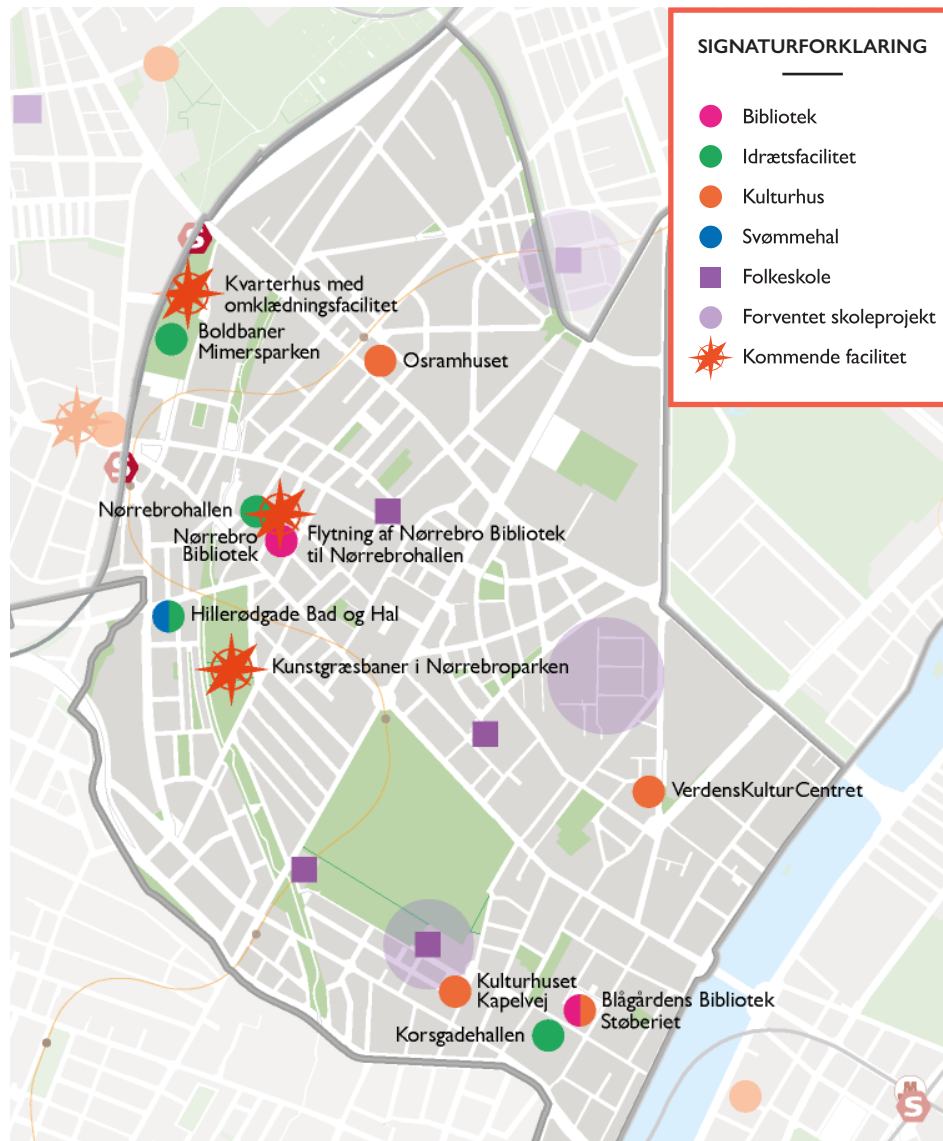 SIGNATURFORKLARING
Bibliotek
Idrætsfacilitet
Kulturhus
Svømmehal
Folkeskole
Forventet skoleprojekt
Kommende facilitet
S
Kvarterhus med
omklædningsfacilitet
Boldbaner
Mimersparken
Osramhuset
S
Nørrebrohallen
Nørrebro
Bibliotek
Flytning af Nørrebro Bibliotek
til Nørrebrohallen
Hillerødgade Bad og Hal
Kunstgræsbaner i Nørrebroparken
VerdensKulturCentret
Kulturhuset
Kapelvej
Blågårdens Bibliotek
Støberiet
Korsgadehallen
M
S